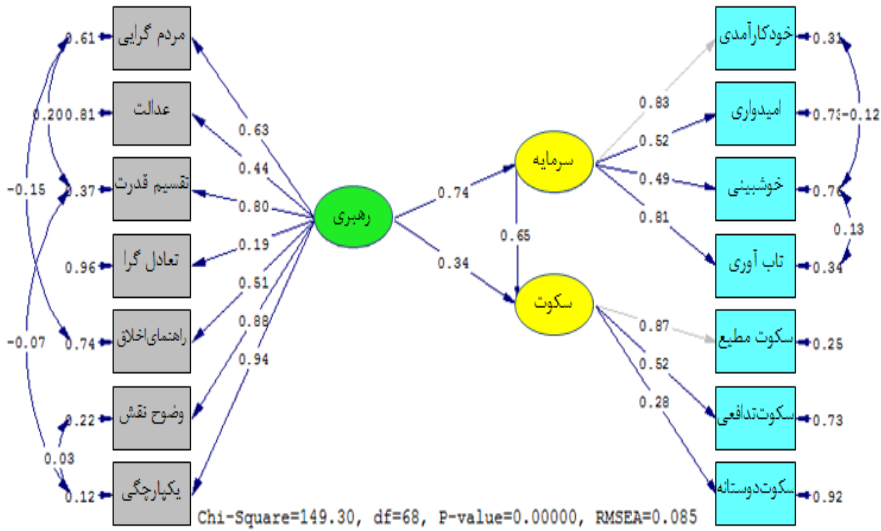 مردم گرایی
عدالت
تقسیم قدرت
تعادل گرا
راهنمای‌اخلاق
وضوح نقش
یکپارچگی
0.61
0.81
0.37
0.96
0.74
0.22
0.12
0.20
-0.15
-0.07
0.03
0.63
0.44
0.80
0.19
0.51
0.88
0.94
رهبری
0.74
0.34
سرمایه
0.65
سکوت
0.83
0.52
0.49
0.81
0.87
0.52
0.28
خودکارآمدی
امیدواری
خوشبینی
تاب آوری
سکوت مطیع
سکوت‌تدافعی
سکوت‌دوستانه
0.31
0.73
0.76
0.34
0.25
0.73
0.92
-0.12
0.13
Chi-Square=149.30, df=68, P-value=0.00000, RMSEA=0.085